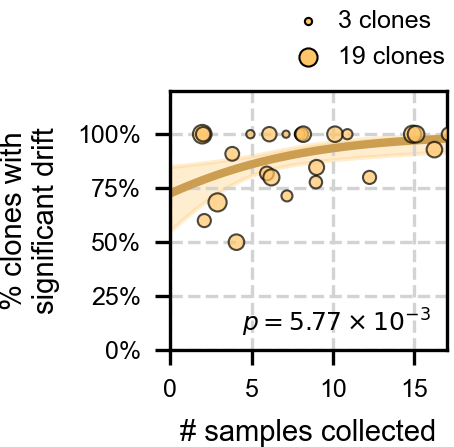 3 clones
19 clones
% clones with
significant drift
100%
75%
50%
25%
0%
p = 5.77 × 10⁻³
0 5 10 15
# samples collected